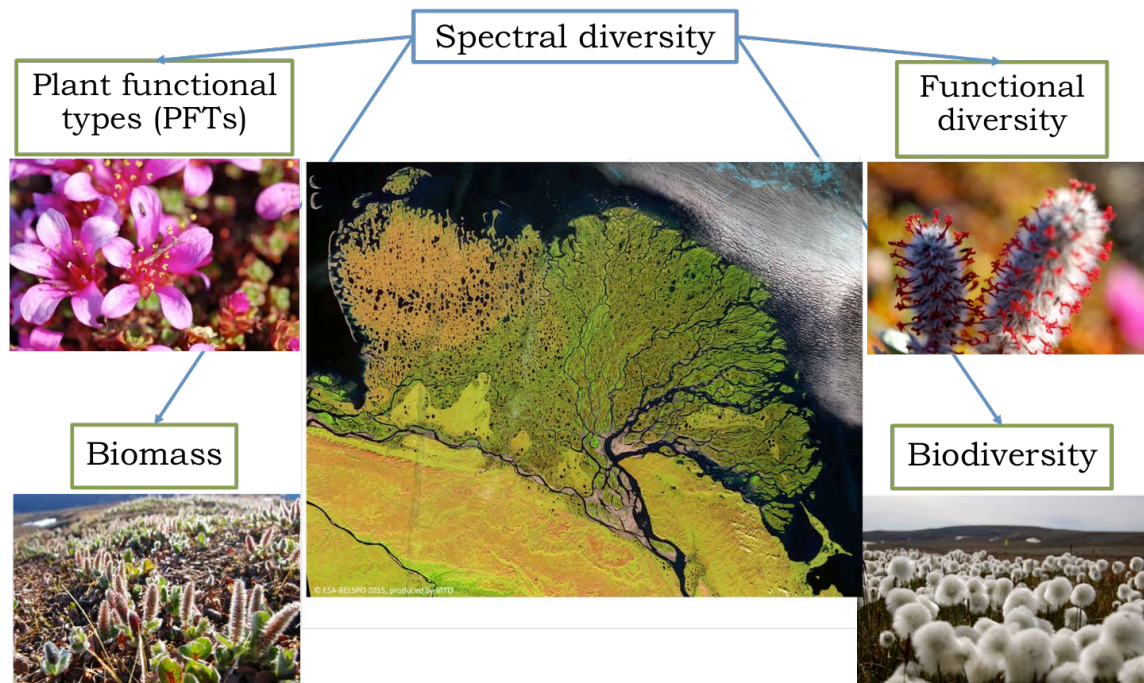 Spectral diversity
Plant functional
types (PFTs)
Functional
diversity
Biomass
Biodiversity
© ESA-BELSPO 2015, produced by VITO